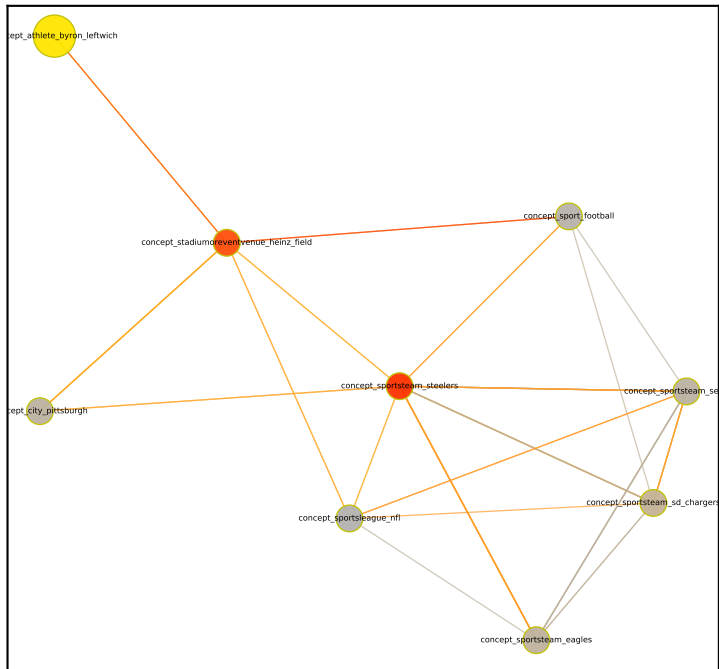 cept_athlete_byron_leftwich
concept_sport_football
concept_stadiumoreventvenue_heinz_field
concept_sportsteam_steelers
concept_sportsteam_se
cept_city_pittsburgh
concept_sportsteam_sd_chargers
concept_sportsleague_nfl
concept_sportsteam_eagles